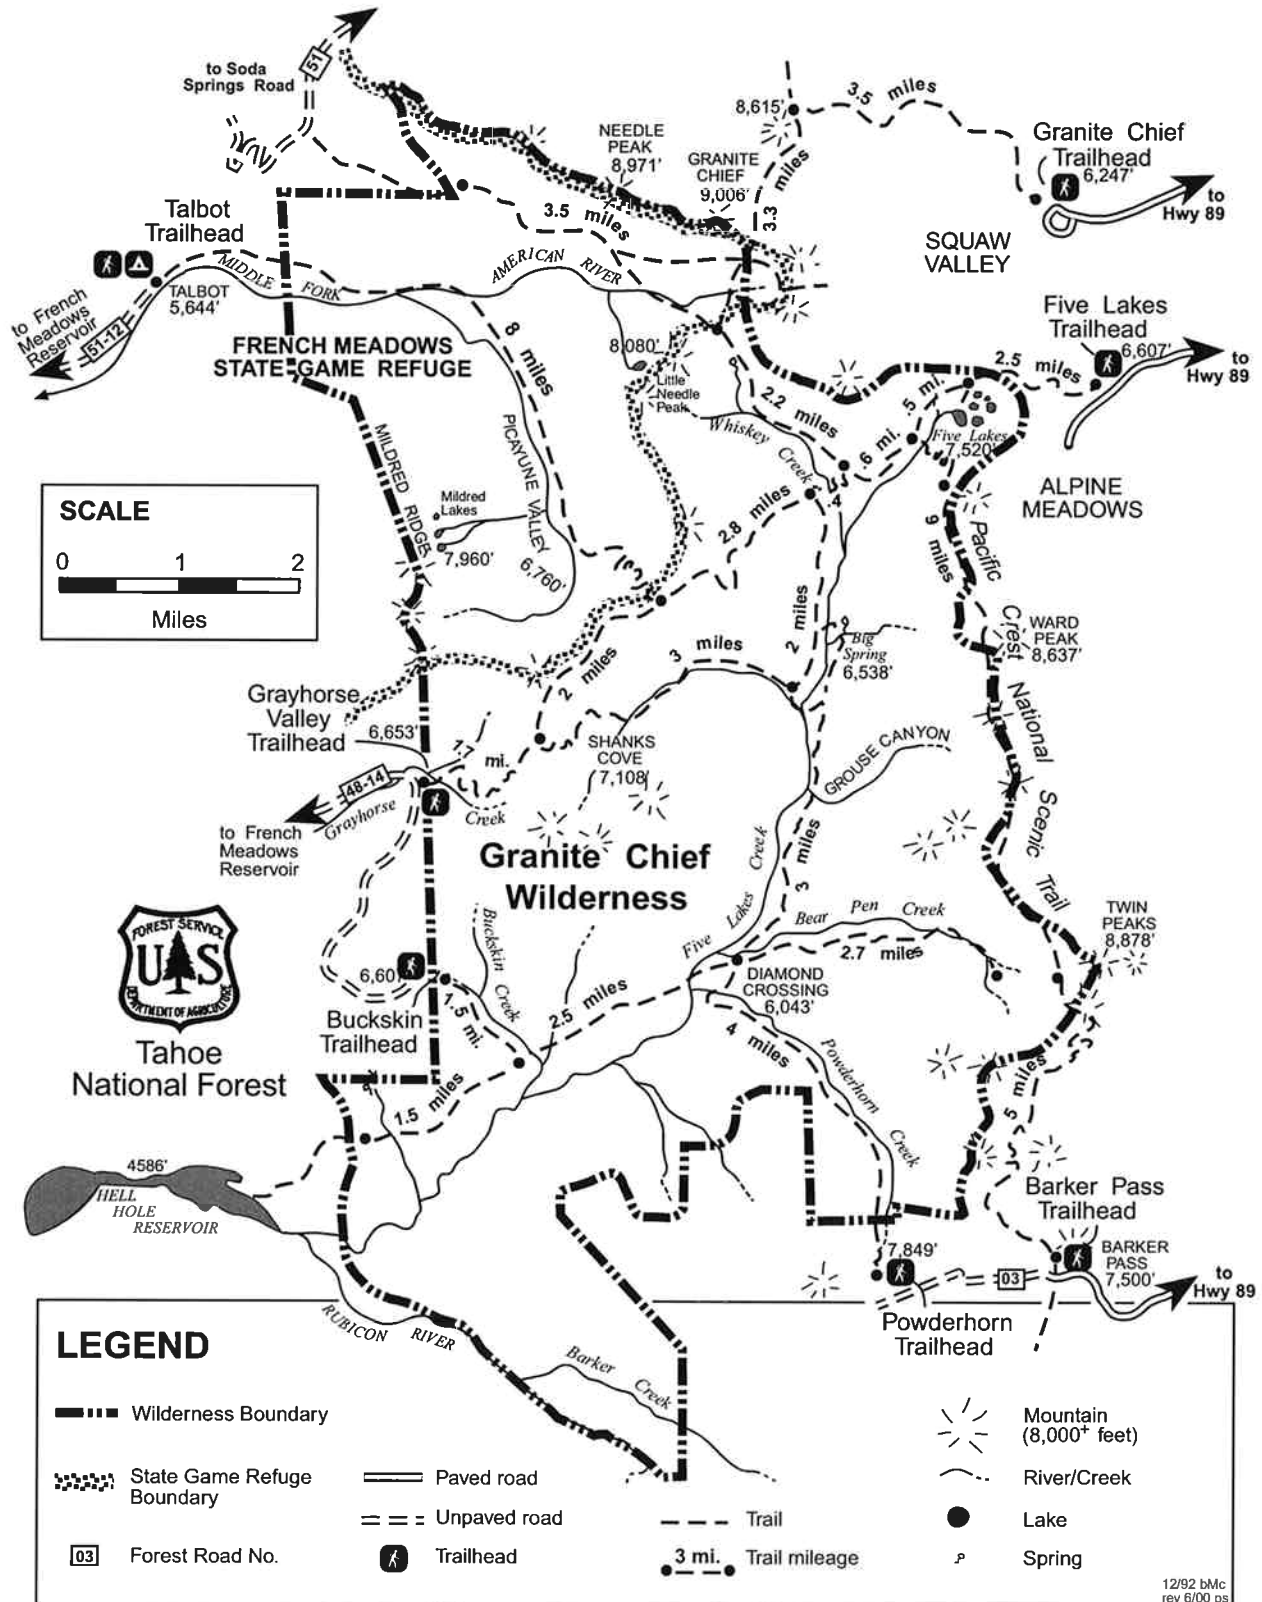 51
to Soda
Springs Road
8,615'
3.5 miles
NEEDLE
PEAK
8,971'
GRANITE
CHIEF
9,006'
3.3 miles
Granite Chief
Trailhead
6,247'
to
Hwy 89
Talbot
Trailhead
3.5 miles
SQUAW
VALLEY
MIDDLE FORK
AMERICAN RIVER
TALBOT
5,644'
to French
Meadows
Reservoir
51-12
FRENCH MEADOWS
STATE GAME REFUGE
8 miles
8,080'
Little
Needle
Peak
Five Lakes
Trailhead
6,607'
to
Hwy 89
2.5 miles
.5 mi.
2.2 miles
.6 mi.
Five Lakes
7,520'
Whiskey Creek
.4
ALPINE
MEADOWS
MILDRED RIDGE
PICAYUNE VALLEY
6,760'
Mildred
Lakes
7,960'
2.8 miles
9 miles
Pacific Crest National Scenic Trail
SCALE
0 1 2
Miles
2 miles
3 miles
2 miles
Big
Spring
6,538'
WARD
PEAK
8,637'
Grayhorse
Valley
Trailhead
6,653'
1.7 mi.
SHANKS
COVE
7,108'
GROUSE CANYON
48-14
Grayhorse Creek
to French
Meadows
Reservoir
Granite Chief
Wilderness
Five Lakes Creek
3 miles
Bear Pen Creek
2.7 miles
TWIN
PEAKS
8,878'
FOREST SERVICE
U S
DEPARTMENT OF AGRICULTURE
Tahoe
National Forest
Buckskin Creek
6,60
Buckskin
Trailhead
1.5 mi.
2.5 miles
DIAMOND
CROSSING
6,043'
4 miles
Powderhorn Creek
5 miles
1.5 miles
4586'
HELL
HOLE
RESERVOIR
Barker Pass
Trailhead
BARKER
PASS
7,500'
to
Hwy 89
7,849'
03
Powderhorn
Trailhead
RUBICON RIVER
Barker Creek
LEGEND
Wilderness Boundary
State Game Refuge
Boundary
03 Forest Road No.
Paved road
Unpaved road
Trailhead
Trail
3 mi. Trail mileage
Mountain
(8,000+ feet)
River/Creek
Lake
Spring
12/92 bMc
rev 6/00 ps